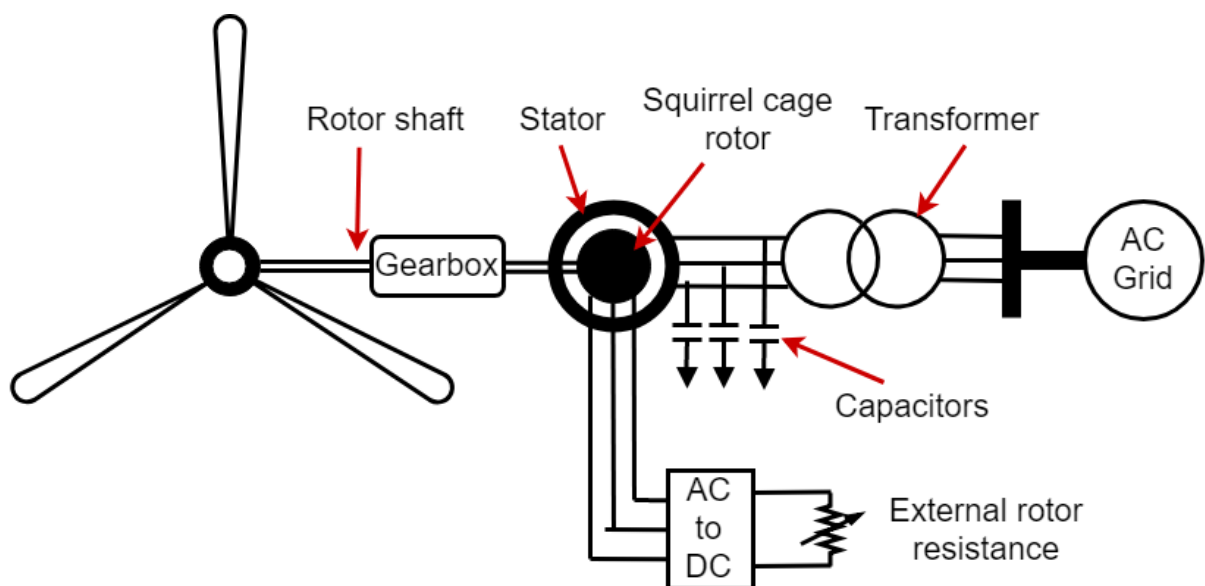 Rotor shaft
Stator
Squirrel cage
rotor
Transformer
Gearbox
AC
Grid
Capacitors
AC
to
DC
External rotor
resistance